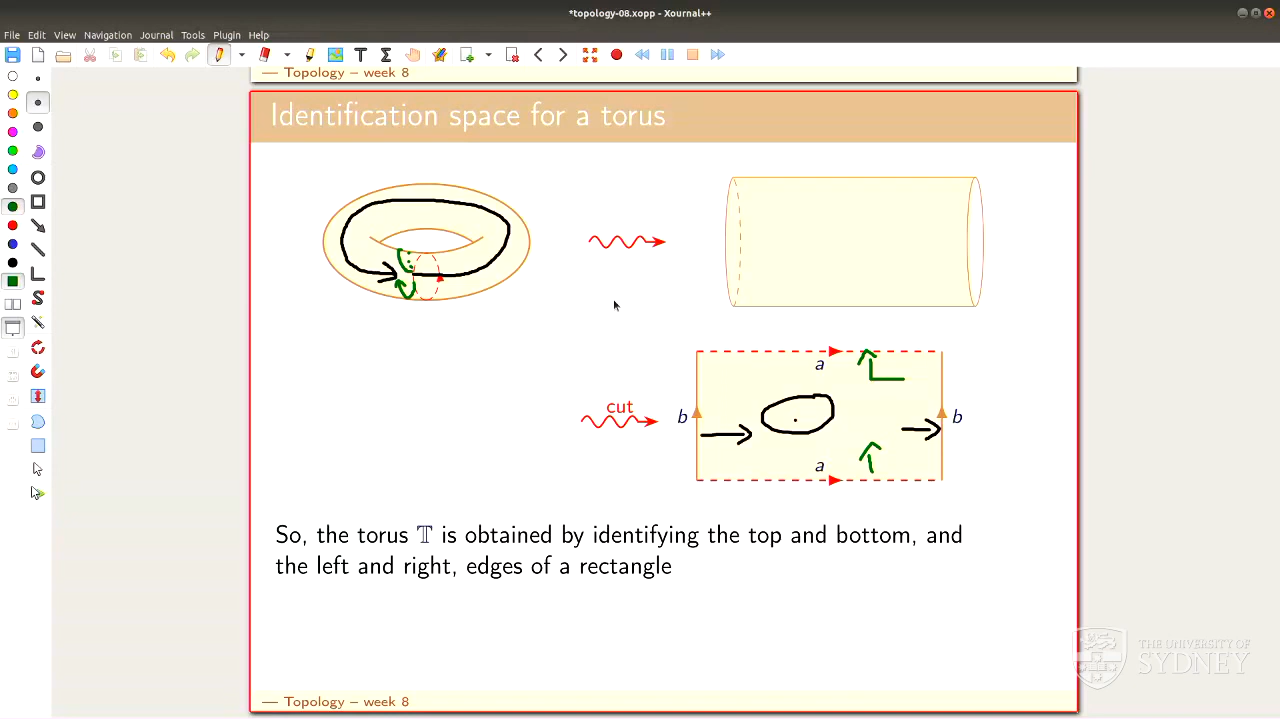 *topology-08.xopp - Xournal++
File Edit View Navigation Journal Tools Plugin Help
— Topology – week 8
Identification space for a torus
a
cut
b
b
a
So, the torus 𝕋 is obtained by identifying the top and bottom, and
the left and right, edges of a rectangle
THE UNIVERSITY OF
SYDNEY
— Topology – week 8